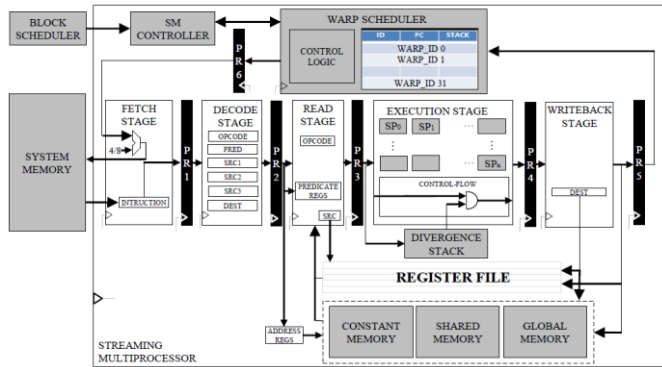 BLOCK
SCHEDULER
SM
CONTROLLER
WARP SCHEDULER
CONTROL
LOGIC
ID PC STACK
WARP_ID 0
WARP_ID 1
WARP_ID 31
PR6
SYSTEM
MEMORY
FETCH
STAGE
4/8
INTRUCTION
PR1
DECODE
STAGE
OPCODE
PRED
SRC1
SRC2
SRC3
DEST
PR2
READ
STAGE
OPCODE
PREDICATE
REGS
SRC
PR3
EXECUTION STAGE
SP0 SP1 ...
... SPn
CONTROL-FLOW
DIVERGENCE
STACK
PR4
WRITEBACK
STAGE
DEST
PR5
REGISTER FILE
ADDRESS
REGS
CONSTANT
MEMORY
SHARED
MEMORY
GLOBAL
MEMORY
STREAMING
MULTIPROCESSOR